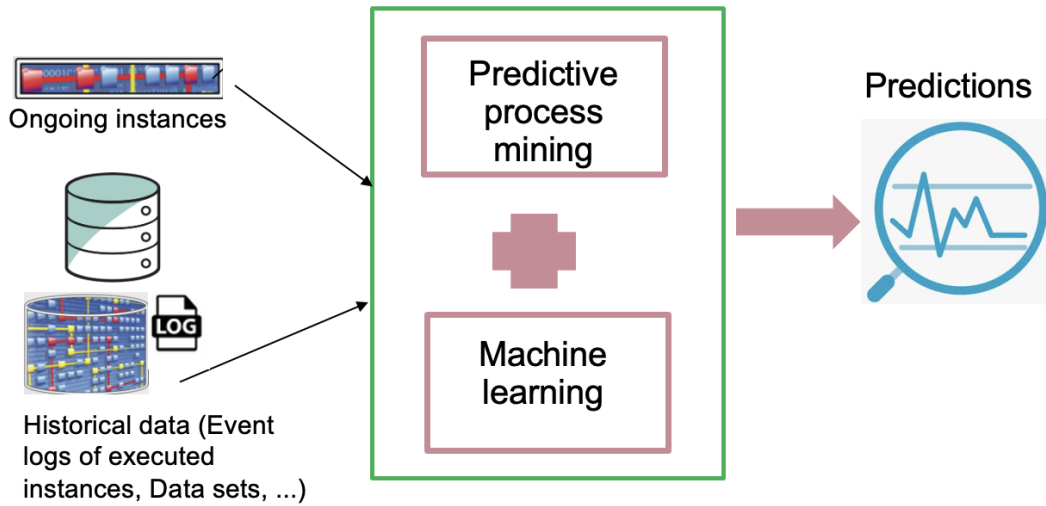 Ongoing instances
LOG
Historical data (Event
logs of executed
instances, Data sets, ...)
Predictive
process
mining
Machine
learning
Predictions